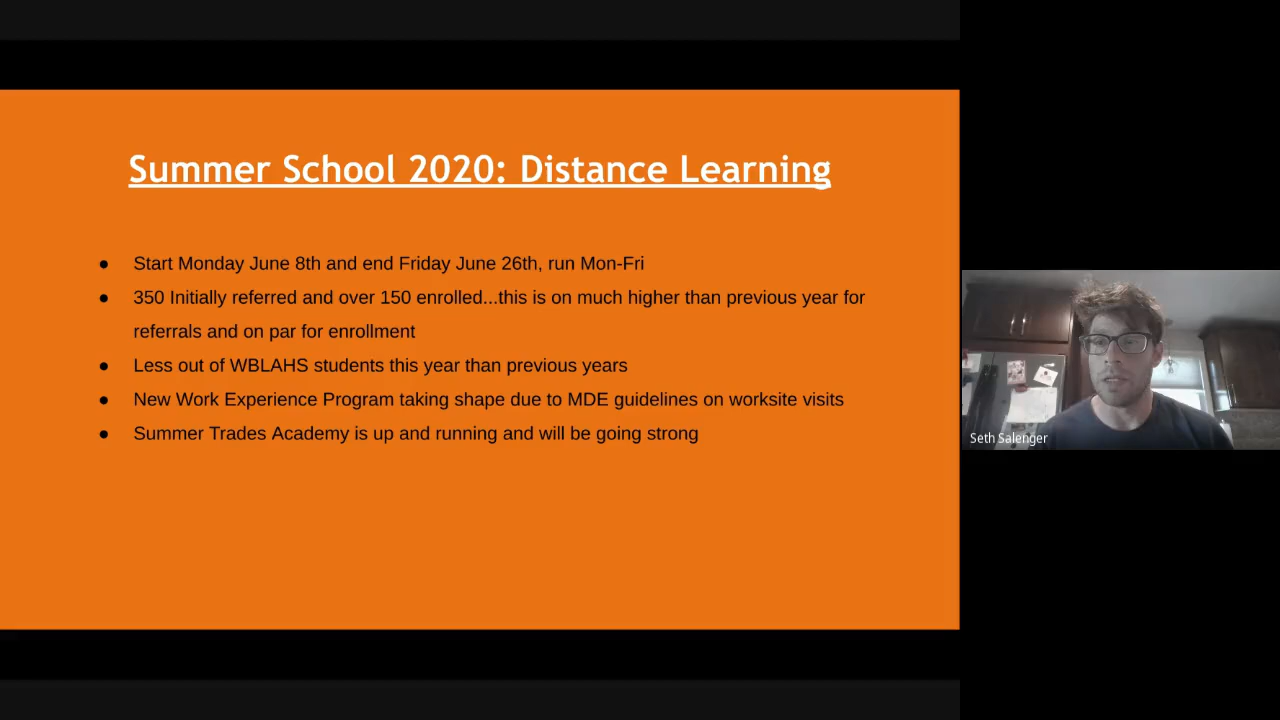 Summer School 2020: Distance Learning
● Start Monday June 8th and end Friday June 26th, run Mon-Fri
● 350 Initially referred and over 150 enrolled...this is on much higher than previous year for
referrals and on par for enrollment
● Less out of WBLAHS students this year than previous years
● New Work Experience Program taking shape due to MDE guidelines on worksite visits
● Summer Trades Academy is up and running and will be going strong
Seth Salenger